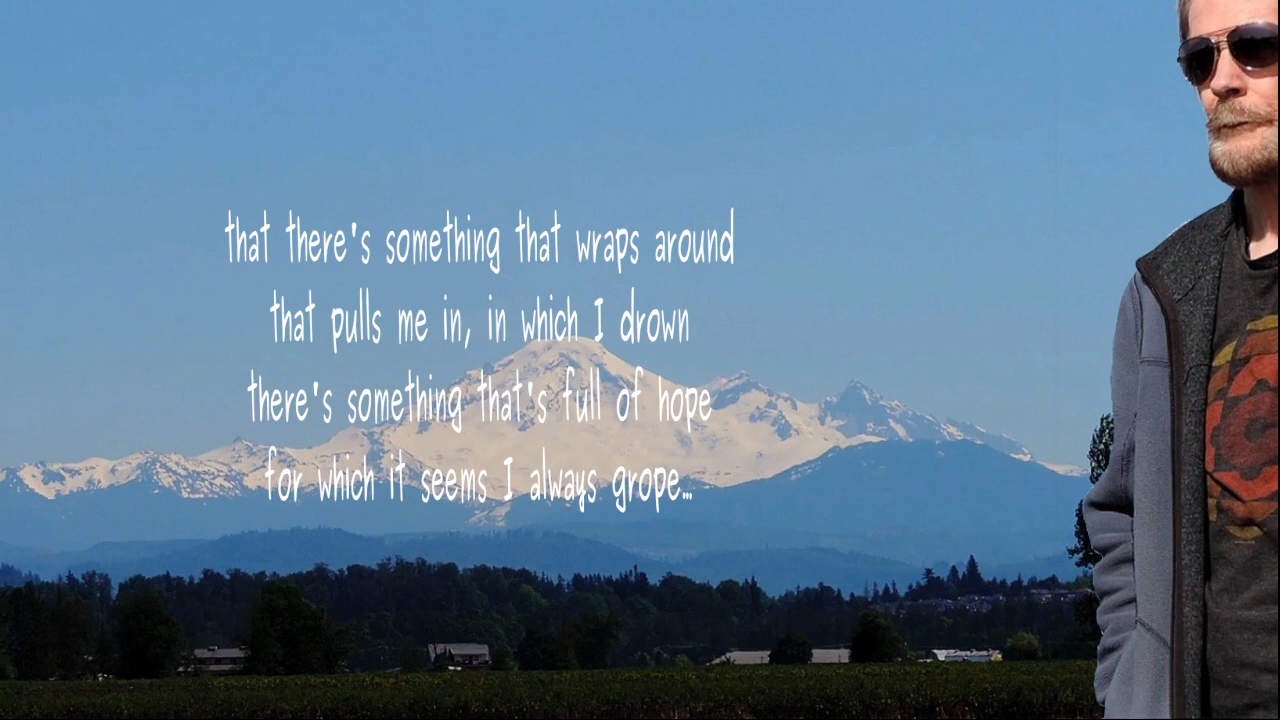 that there's something that wraps around
that pulls me in, in which I drown
there's something that's full of hope
for which it seems I always grope...